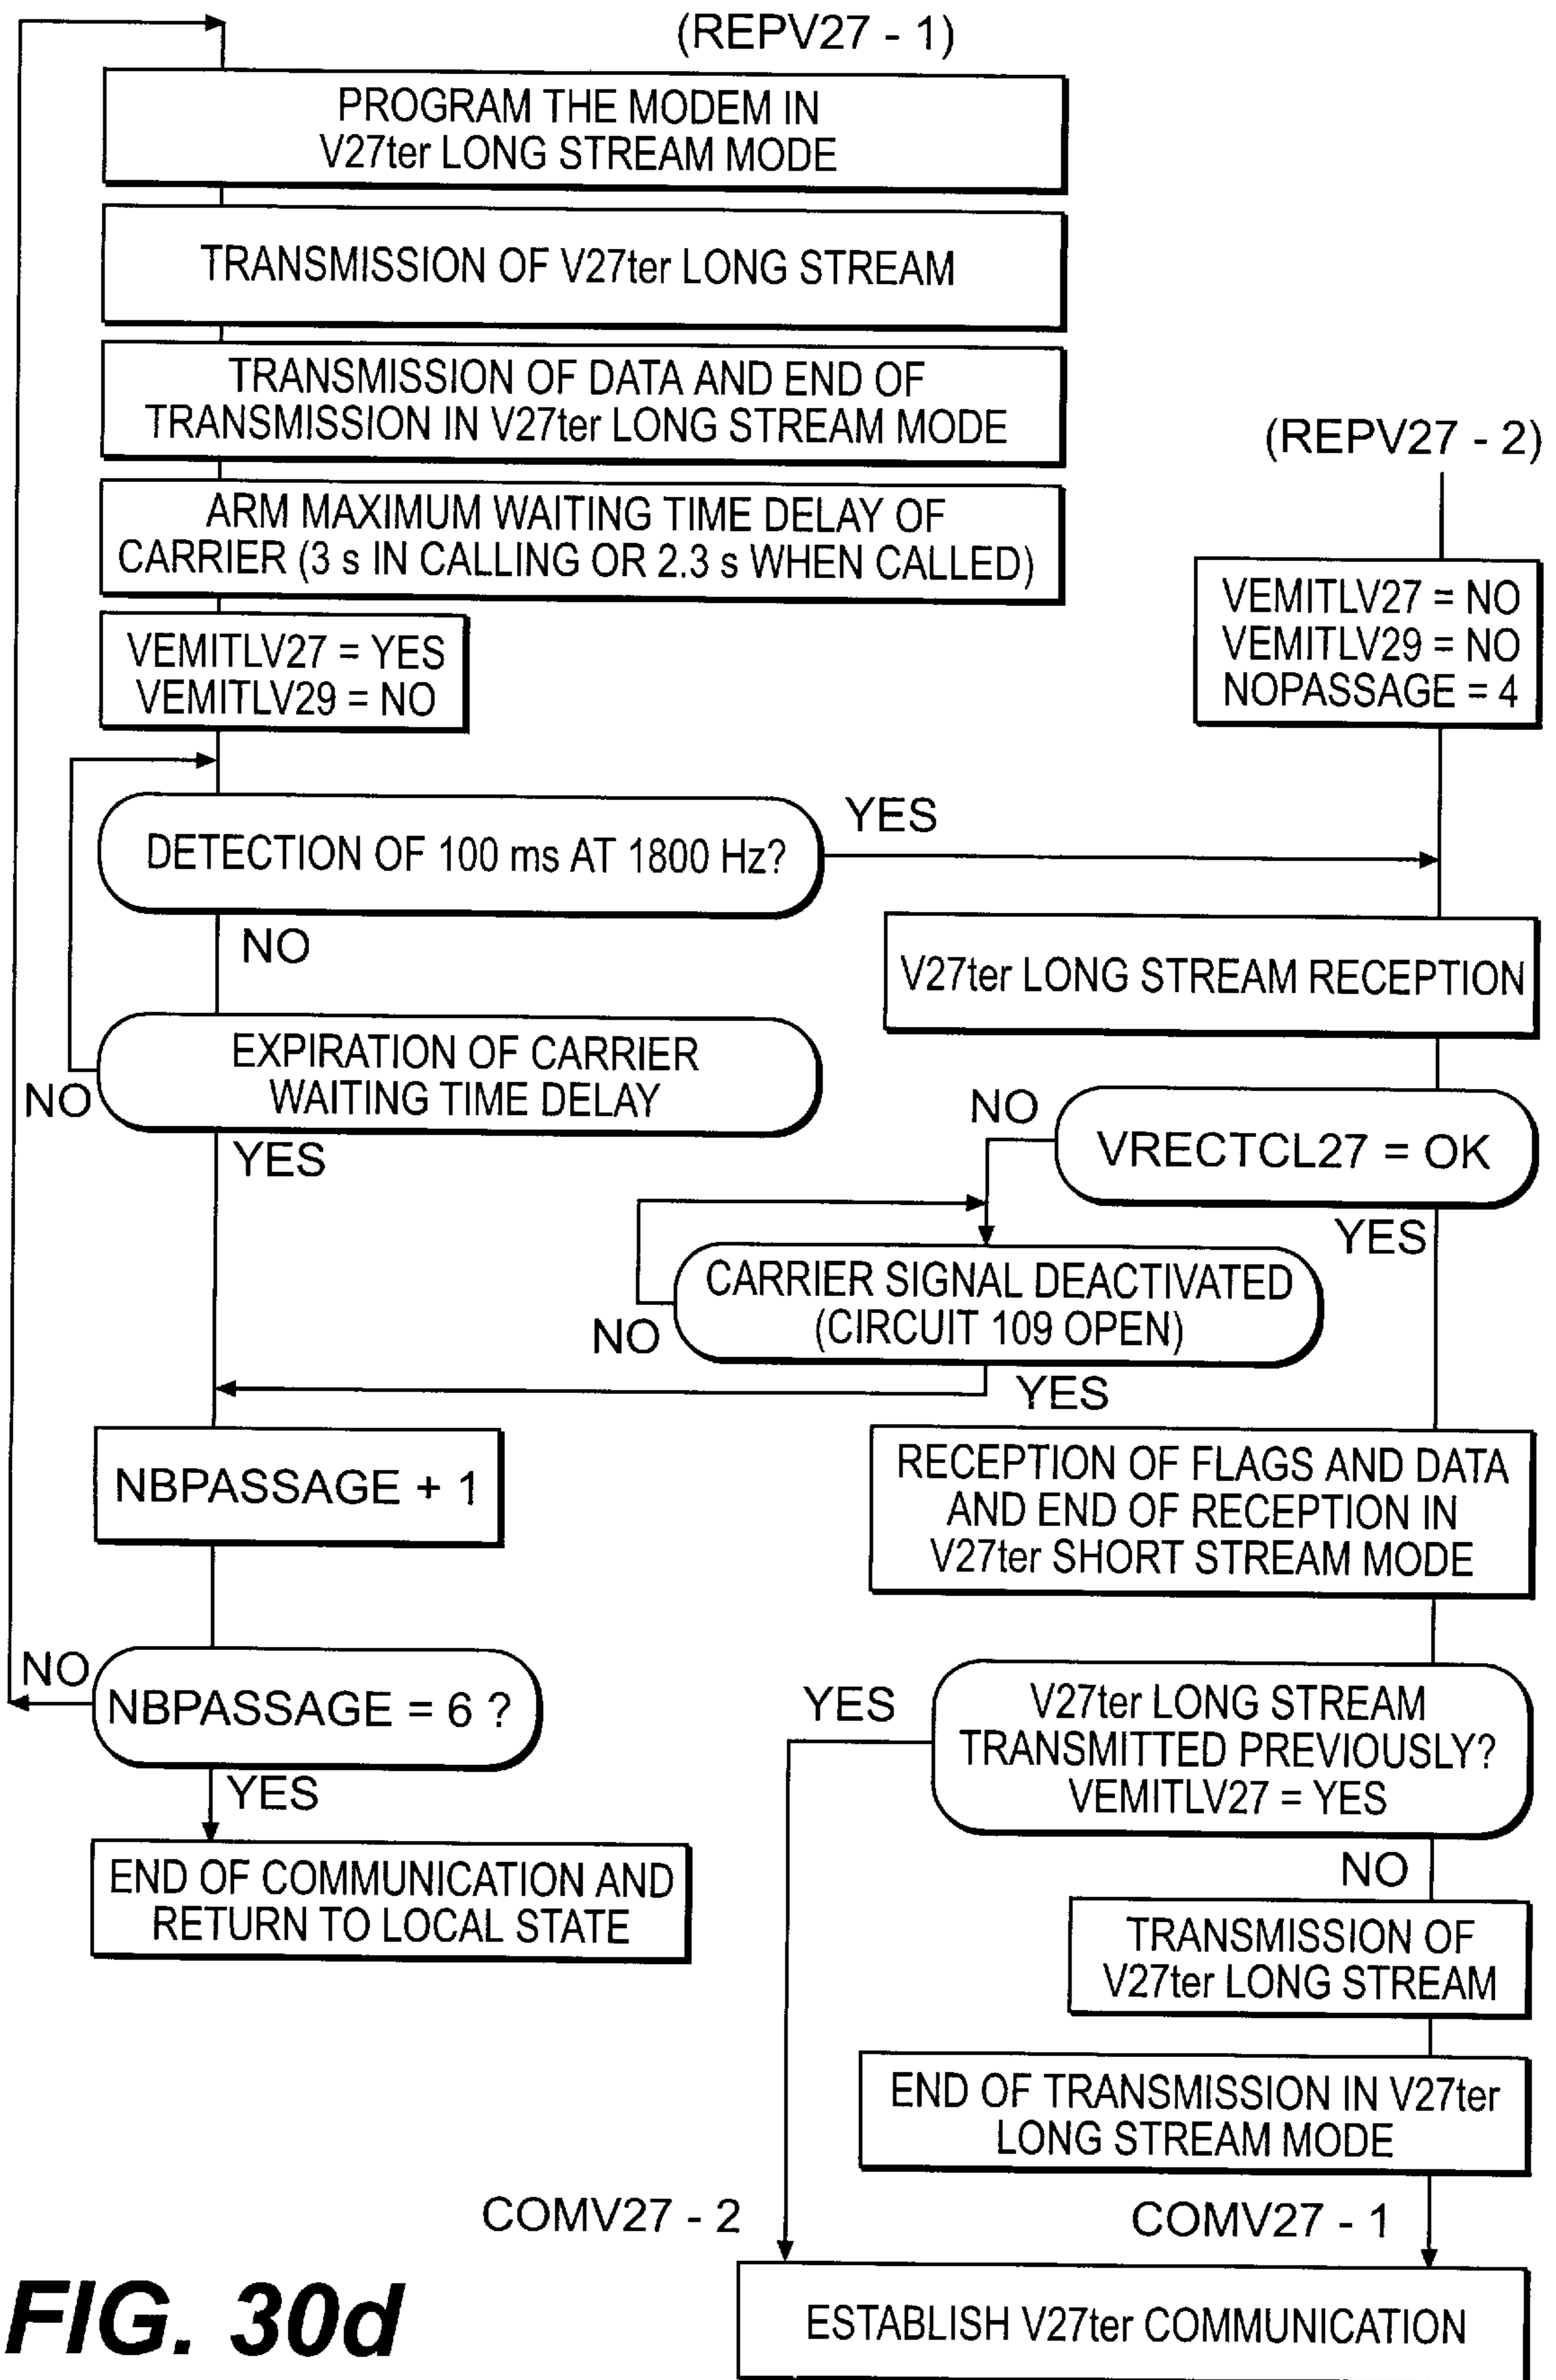 (REPV27 - 1)
PROGRAM THE MODEM IN
V27ter LONG STREAM MODE
TRANSMISSION OF V27ter LONG STREAM
TRANSMISSION OF DATA AND END OF
TRANSMISSION IN V27ter LONG STREAM MODE
(REPV27 - 2)
ARM MAXIMUM WAITING TIME DELAY OF
CARRIER (3 s IN CALLING OR 2.3 s WHEN CALLED)
VEMITLV27 = NO
VEMITLV29 = NO
NOPASSAGE = 4
VEMITLV27 = YES
VEMITLV29 = NO
DETECTION OF 100 ms AT 1800 Hz?
YES
NO
V27ter LONG STREAM RECEPTION
EXPIRATION OF CARRIER
WAITING TIME DELAY
NO
YES
VRECTCL27 = OK
NO
YES
CARRIER SIGNAL DEACTIVATED
(CIRCUIT 109 OPEN)
NO
YES
NBPASSAGE + 1
RECEPTION OF FLAGS AND DATA
AND END OF RECEPTION IN
V27ter SHORT STREAM MODE
NO
NBPASSAGE = 6 ?
YES
YES
V27ter LONG STREAM
TRANSMITTED PREVIOUSLY?
VEMITLV27 = YES
NO
END OF COMMUNICATION AND
RETURN TO LOCAL STATE
TRANSMISSION OF
V27ter LONG STREAM
END OF TRANSMISSION IN V27ter
LONG STREAM MODE
COMV27 - 2
COMV27 - 1
ESTABLISH V27ter COMMUNICATION
FIG. 30d